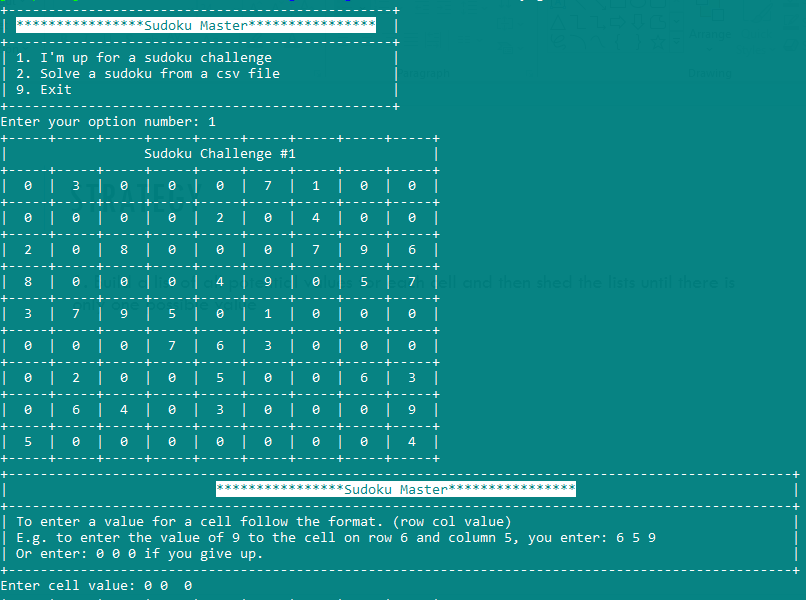 ****************Sudoku Master****************
1. I'm up for a sudoku challenge
2. Solve a sudoku from a csv file
9. Exit
Enter your option number: 1
Sudoku Challenge #1
0 | 3 | 0 | 0 | 0 | 7 | 1 | 0 | 0
0 | 0 | 0 | 0 | 2 | 0 | 4 | 0 | 0
2 | 0 | 8 | 0 | 0 | 0 | 7 | 9 | 6
8 | 0 | 0 | 0 | 4 | 9 | 0 | 5 | 7
3 | 7 | 9 | 5 | 0 | 1 | 0 | 0 | 0
0 | 0 | 0 | 7 | 6 | 3 | 0 | 0 | 0
0 | 2 | 0 | 0 | 5 | 0 | 0 | 6 | 3
0 | 6 | 4 | 0 | 3 | 0 | 0 | 0 | 9
5 | 0 | 0 | 0 | 0 | 0 | 0 | 0 | 4
****************Sudoku Master****************
To enter a value for a cell follow the format. (row col value)
E.g. to enter the value of 9 to the cell on row 6 and column 5, you enter: 6 5 9
Or enter: 0 0 0 if you give up.
Enter cell value: 0 0  0